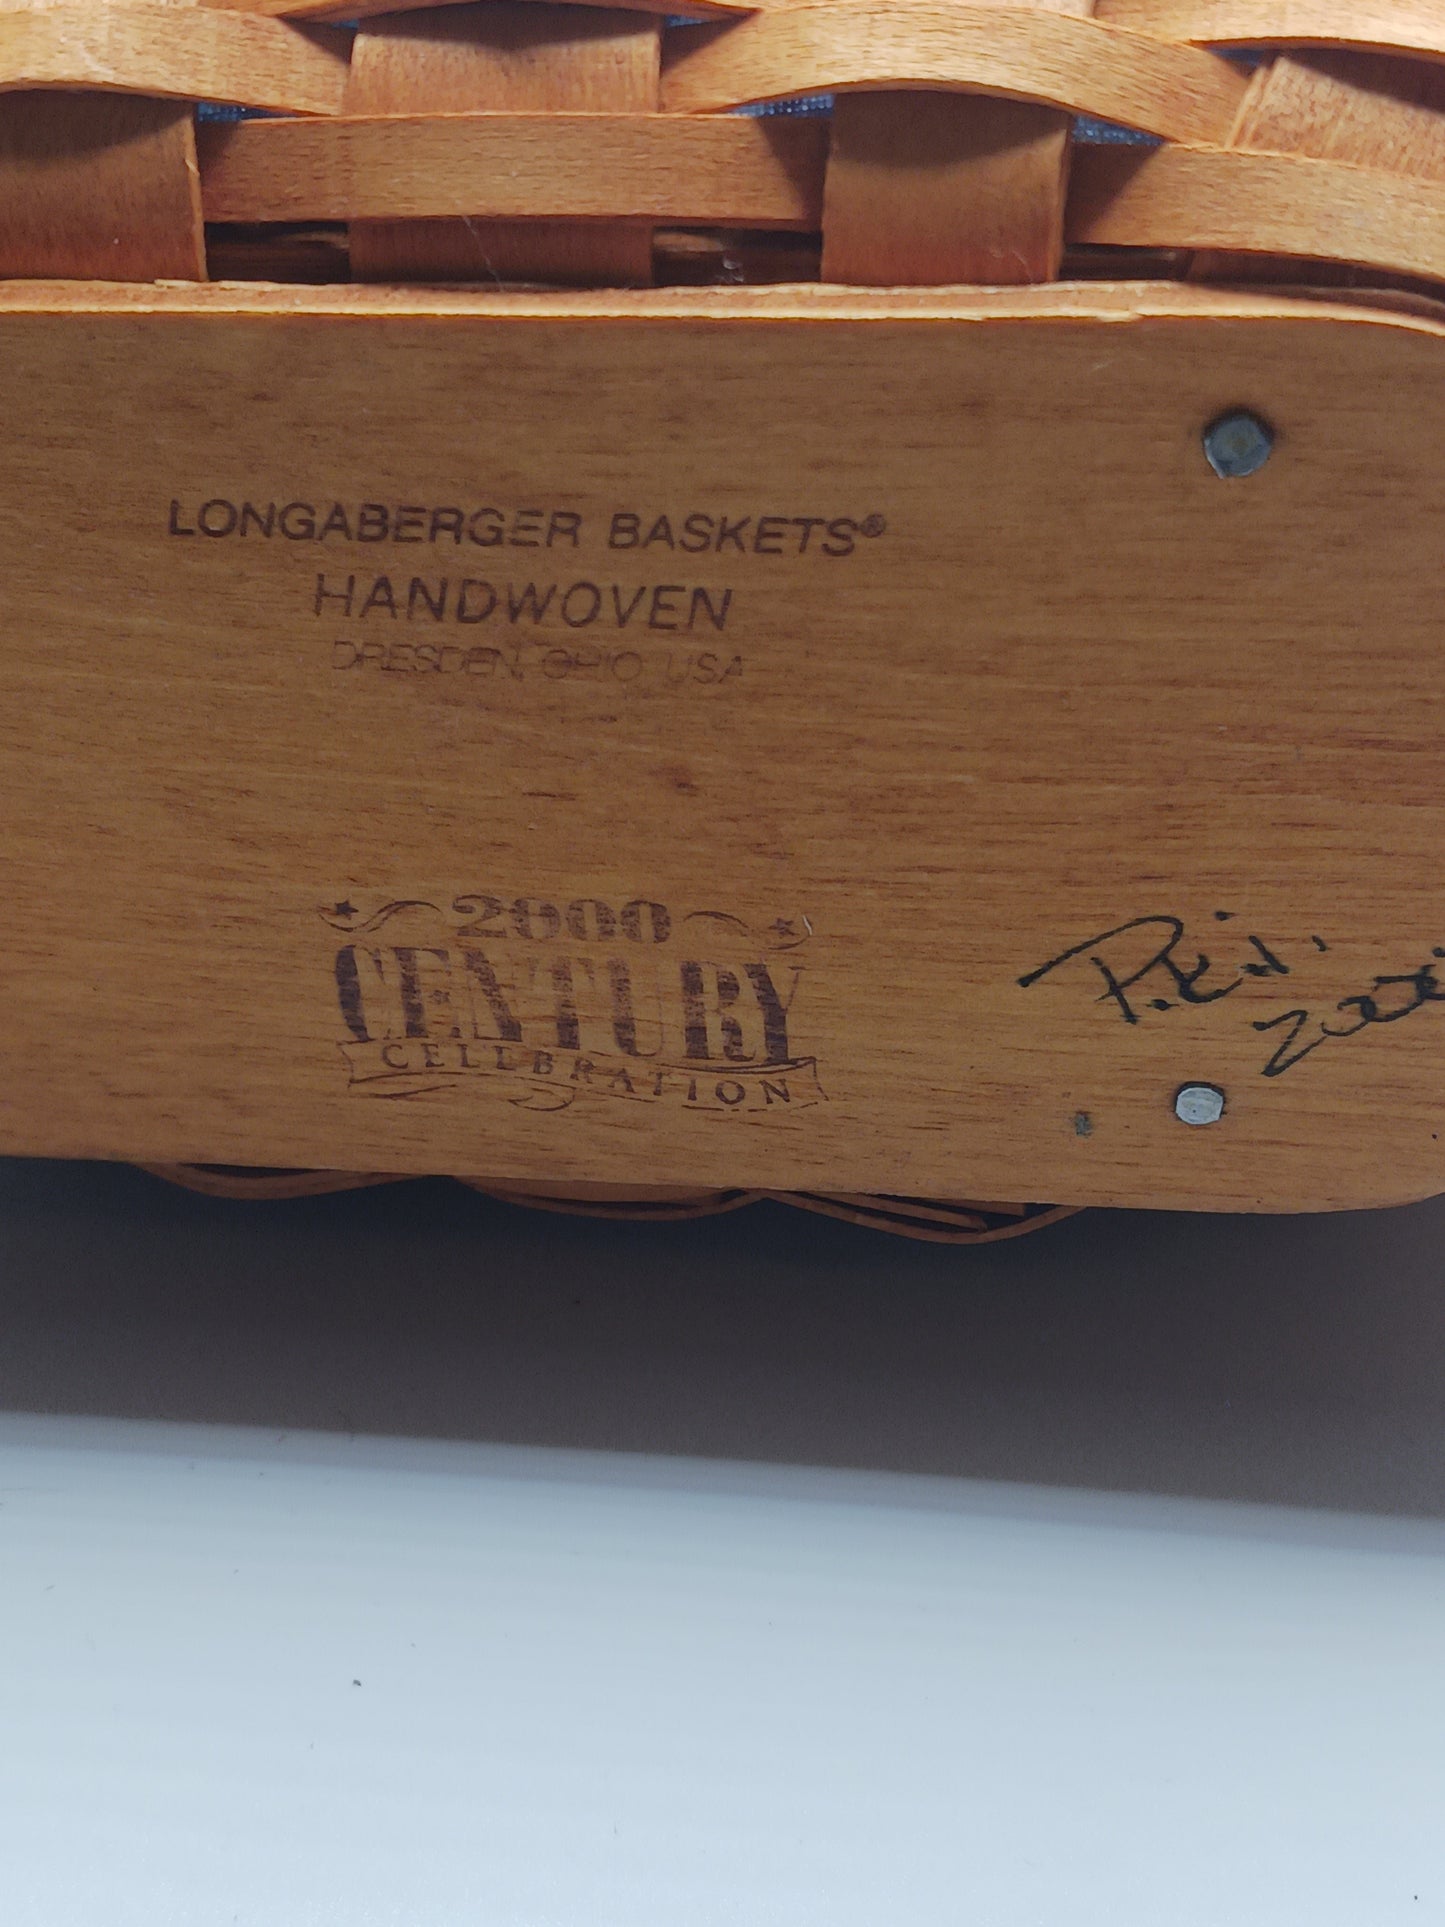 LONGABERGER BASKETS®
HANDWOVEN
DRESDEN, OHIO USA
2000
CENTURY
CELEBRATION